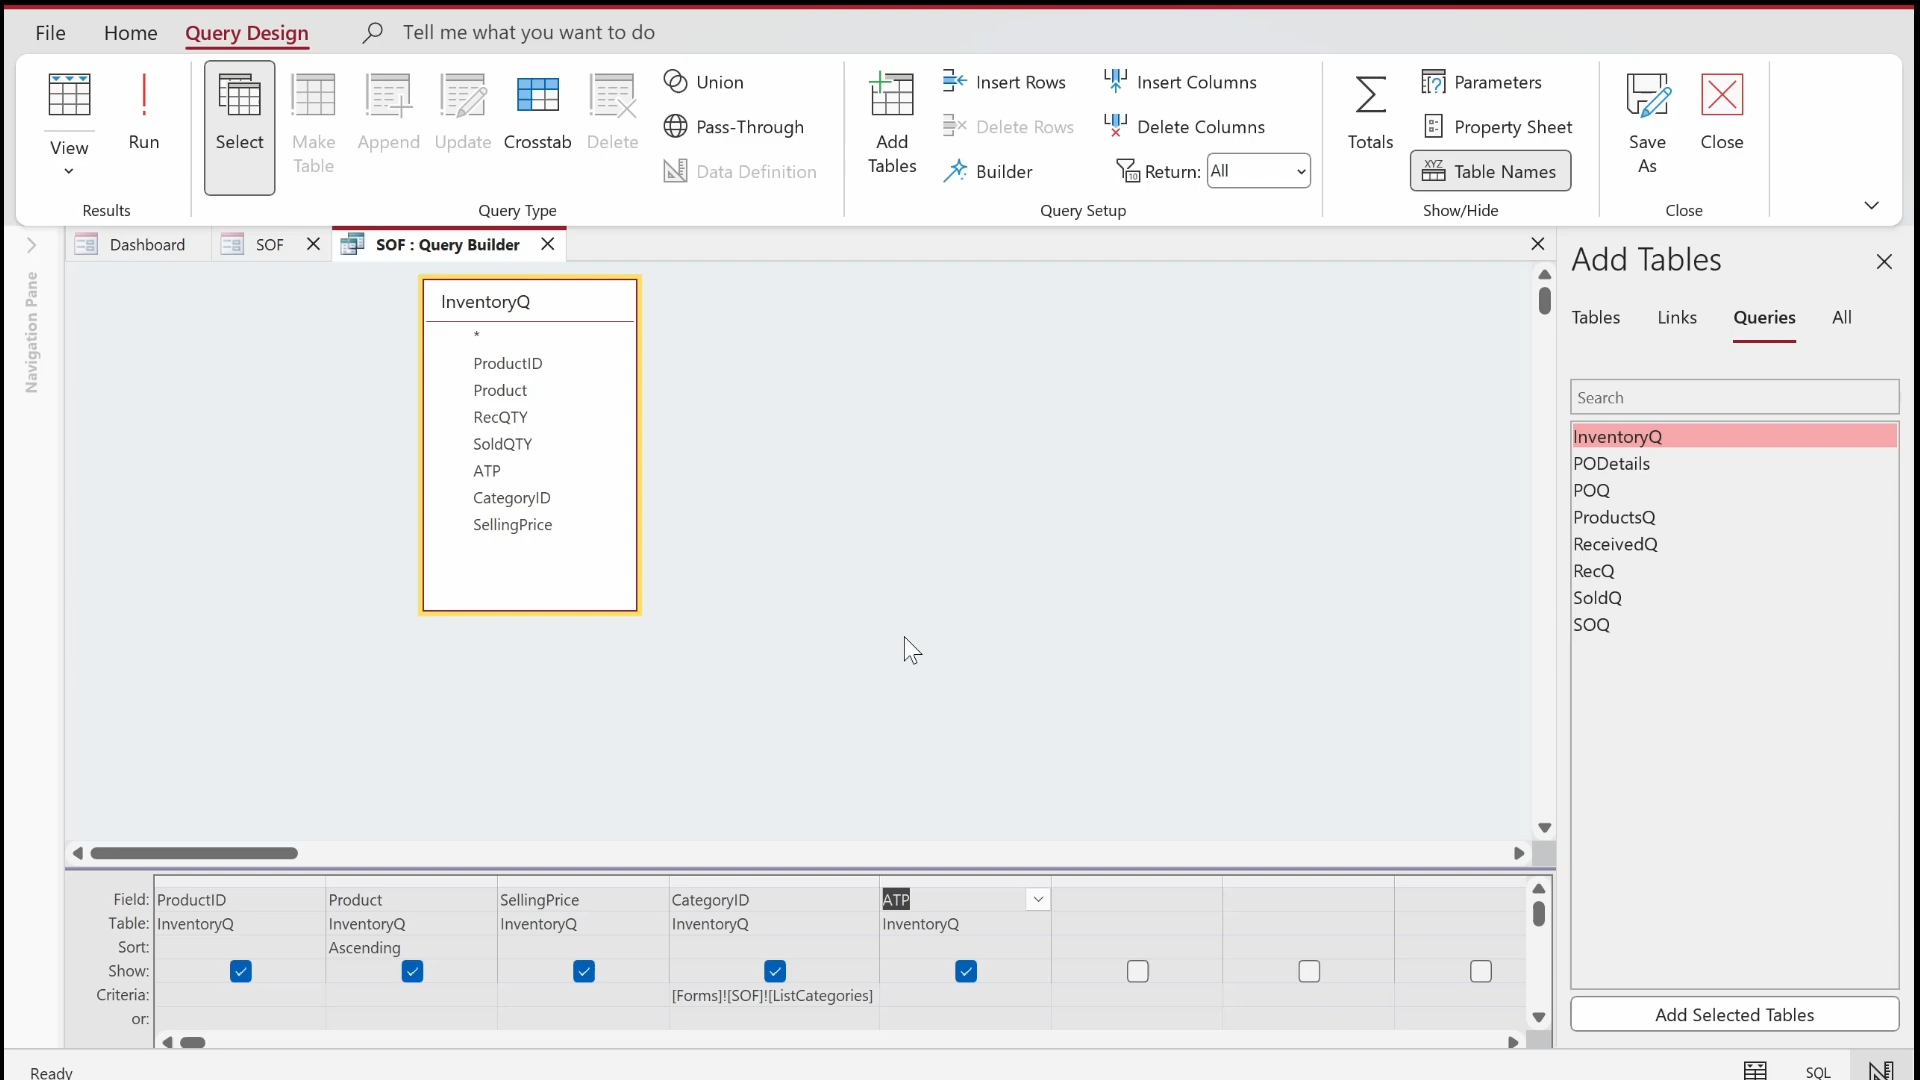 File Home Query Design Tell me what you want to do
View Run Select Make Table Append Update Crosstab Delete
Union
Pass-Through
Data Definition
Add Tables
Insert Rows Insert Columns
Delete Rows Delete Columns
Builder 10 Return: All
Totals
Parameters
Property Sheet
XYZ Table Names
Save As Close
Results Query Type Query Setup Show/Hide Close
Navigation Pane
Dashboard SOF SOF : Query Builder
InventoryQ
*
ProductID
Product
RecQTY
SoldQTY
ATP
CategoryID
SellingPrice
Add Tables
Tables Links Queries All
Search
InventoryQ
PODetails
POQ
ProductsQ
ReceivedQ
RecQ
SoldQ
SOQ
Add Selected Tables
Field: ProductID Product SellingPrice CategoryID ATP
Table: InventoryQ InventoryQ InventoryQ InventoryQ InventoryQ
Sort: Ascending
Show:
Criteria: [Forms]![SOF]![ListCategories]
or:
Ready SQL